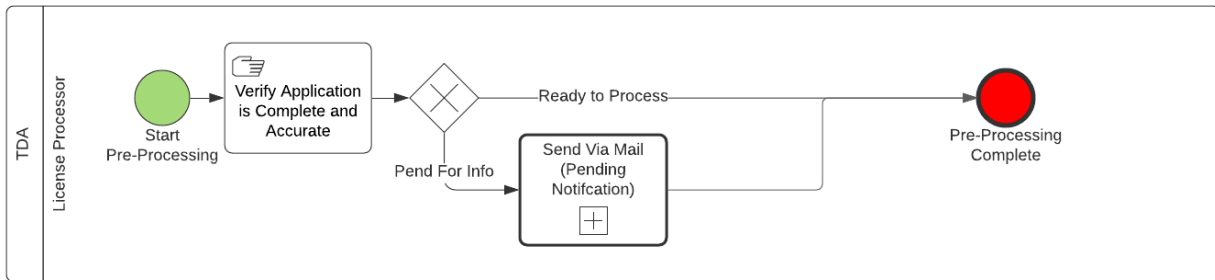 TDA
License Processor
Start
Pre-Processing
Verify Application
is Complete and
Accurate
Ready to Process
Pend For Info
Send Via Mail
(Pending
Notifcation)
Pre-Processing
Complete